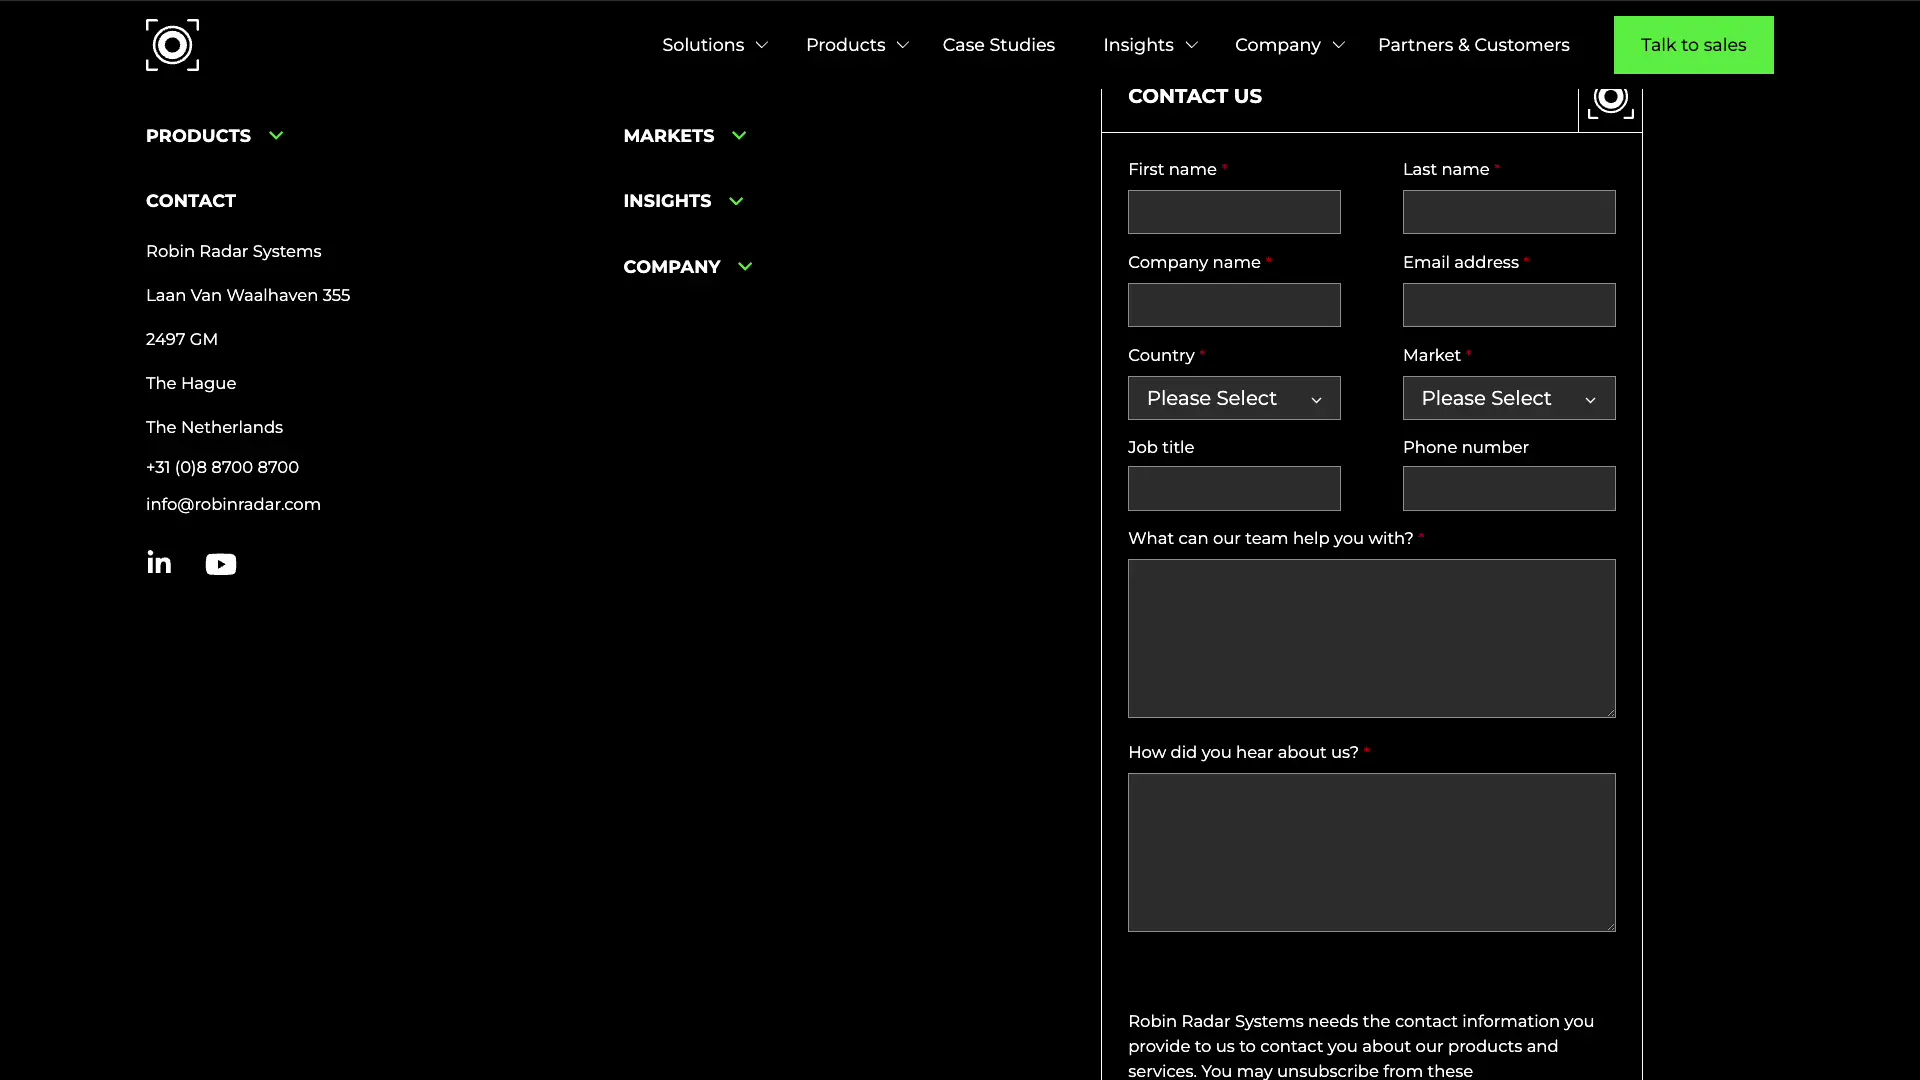 Solutions
Products
Case Studies
Insights
Company
Partners & Customers
Talk to sales
PRODUCTS
CONTACT
Robin Radar Systems
Laan Van Waalhaven 355
2497 GM
The Hague
The Netherlands
+31 (0)8 8700 8700
info@robinradar.com
in
MARKETS
INSIGHTS
COMPANY
CONTACT US
First name *
Last name *
Company name *
Email address *
Country *
Market *
Please Select
Please Select
Job title
Phone number
What can our team help you with? *
How did you hear about us? *
Robin Radar Systems needs the contact information you
provide to us to contact you about our products and
services. You may unsubscribe from these